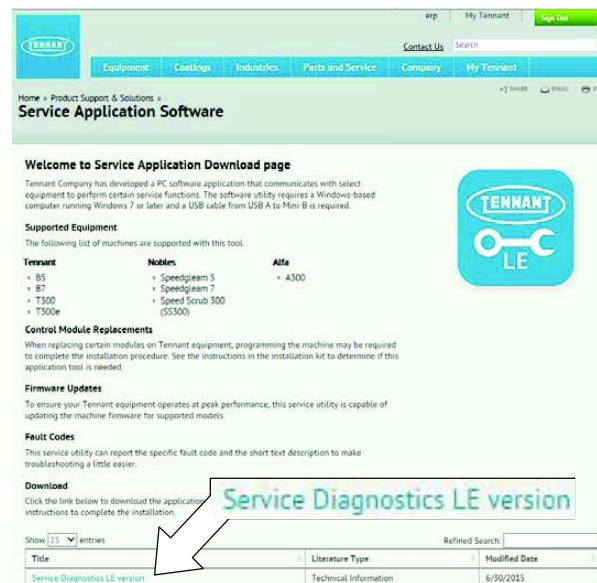 erp My Tennant Sign Out
TENNANT
Contact Us Search
Equipment Coatings Industries Parts and Service Company My Tennant
SHARE EMAIL
Home » Product Support & Solutions »
Service Application Software
Welcome to Service Application Download page
Tennant Company has developed a PC software application that communicates with select
equipment to perform certain service functions. The software utility requires a Windows-based
computer running Windows 7 or later and a USB cable from USB A to Mini-B is required.
TENNANT
LE
Supported Equipment
The following list of machines are supported with this tool.
Tennant Nobles Alfa
B5 Speedgleam 5 A300
B7 Speedgleam 7
T300 Speed Scrub 300
T300e (SS300)
Control Module Replacements
When replacing certain modules on Tennant equipment, programming the machine may be required
to complete the installation procedure. See the instructions in the installation kit to determine if this
application tool is needed.
Firmware Updates
To ensure your Tennant equipment operates at peak performance, this service utility is capable of
updating the machine firmware for supported models.
Fault Codes
This service utility can report the specific fault code and the short text description to make
troubleshooting a little easier.
Download
Click the link below to download the application
instructions to complete the installation.
Service Diagnostics LE version
Show 25 entries Refined Search:
Title Literature Type Modified Date
Service Diagnostics LE version Technical Information 6/30/2015